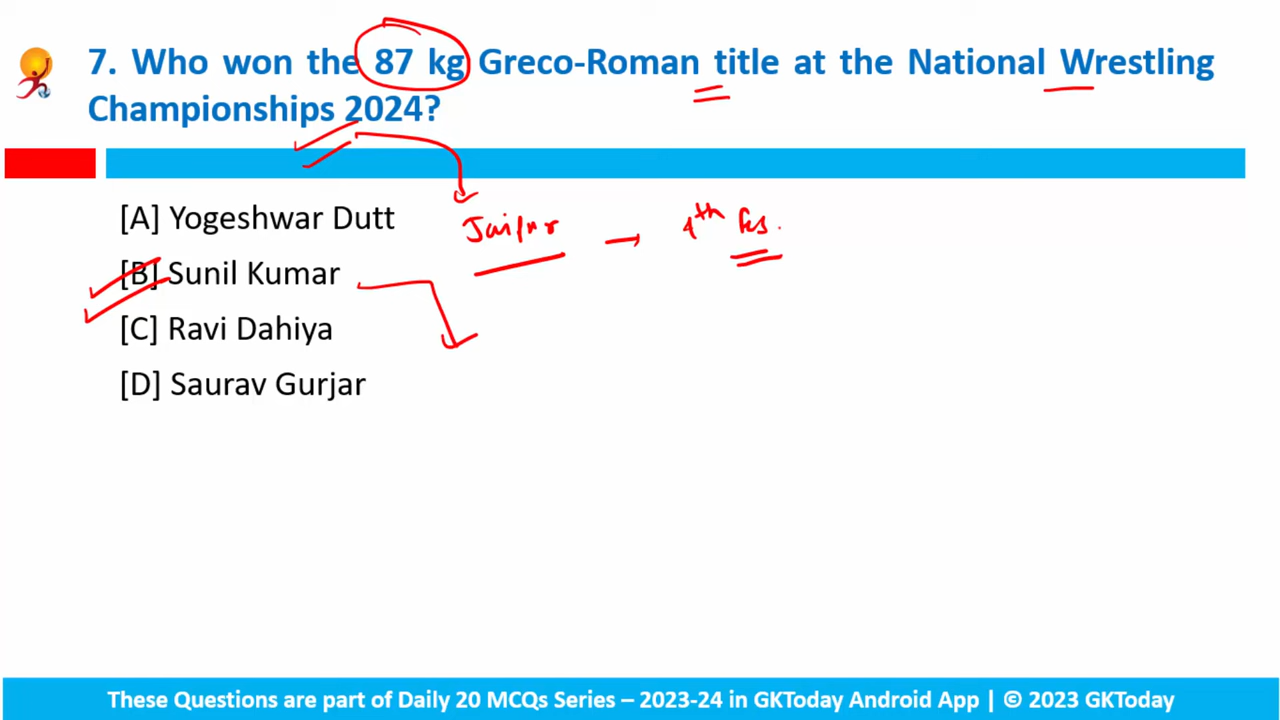 7. Who won the 87 kg Greco-Roman title at the National Wrestling
Championships 2024?
[A] Yogeshwar Dutt
Jaipur → 4th Feb.
[B] Sunil Kumar
[C] Ravi Dahiya
[D] Saurav Gurjar
These Questions are part of Daily 20 MCQs Series – 2023-24 in GKToday Android App | © 2023 GKToday